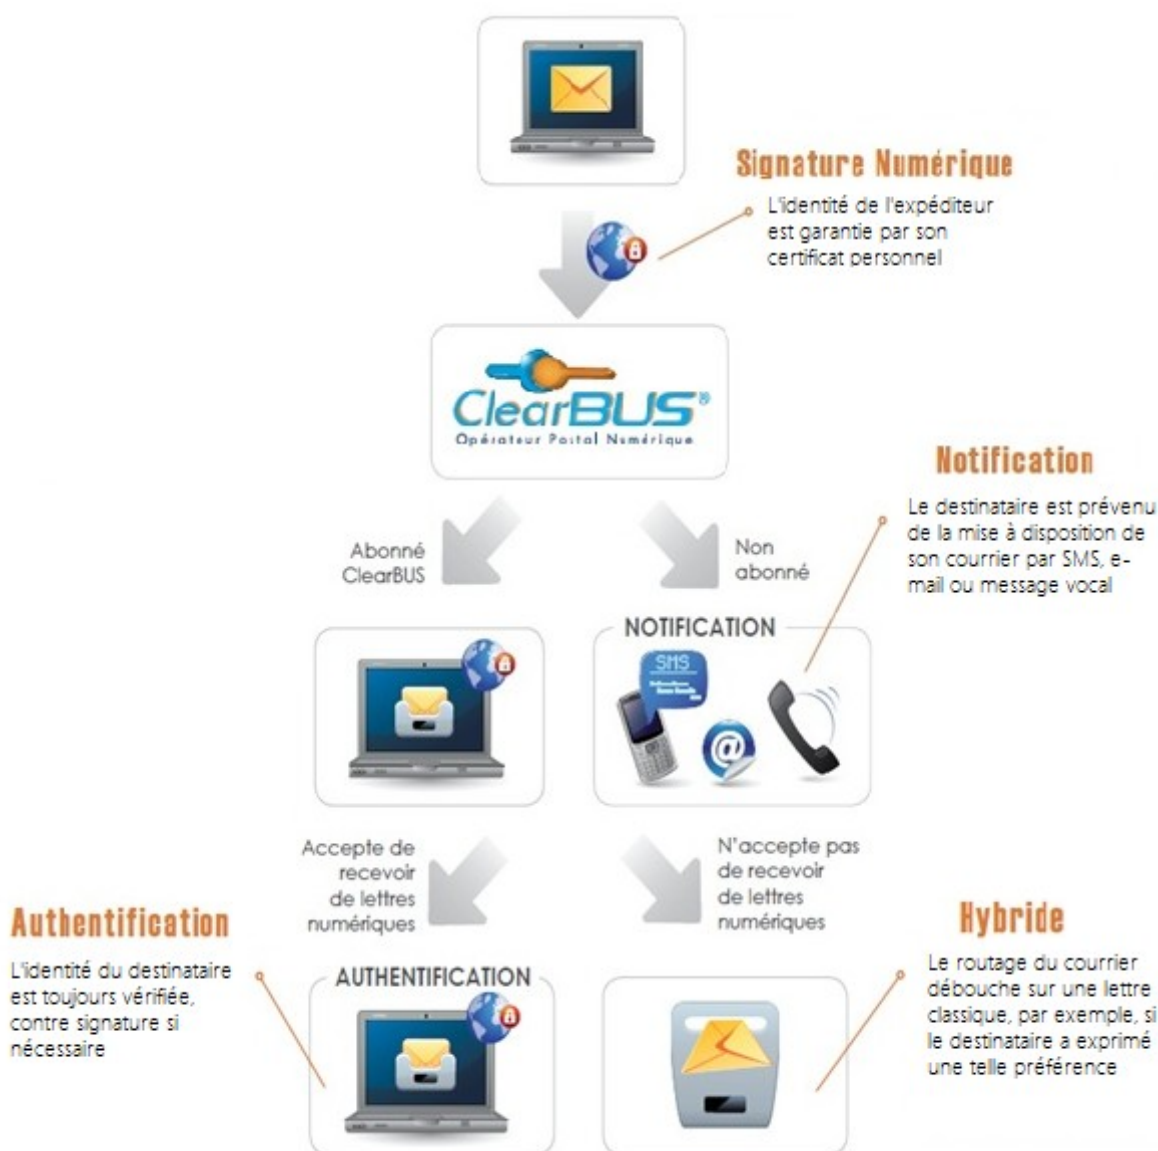 Signature Numérique
L'identité de l'expéditeur
est garantie par son
certificat personnel
ClearBUS®
Opérateur Postal Numérique
Notification
Le destinataire est prévenu
de la mise à disposition de
son courrier par SMS, e-
mail ou message vocal
Abonné
ClearBUS
Non
abonné
NOTIFICATION
SMS
@
Accepte de
recevoir
de lettres
numériques
N'accepte pas
de recevoir
de lettres
numériques
Authentification
L'identité du destinataire
est toujours vérifiée,
contre signature si
nécessaire
AUTHENTIFICATION
Hybride
Le routage du courrier
débouche sur une lettre
classique, par exemple, si
le destinataire a exprimé
une telle préférence